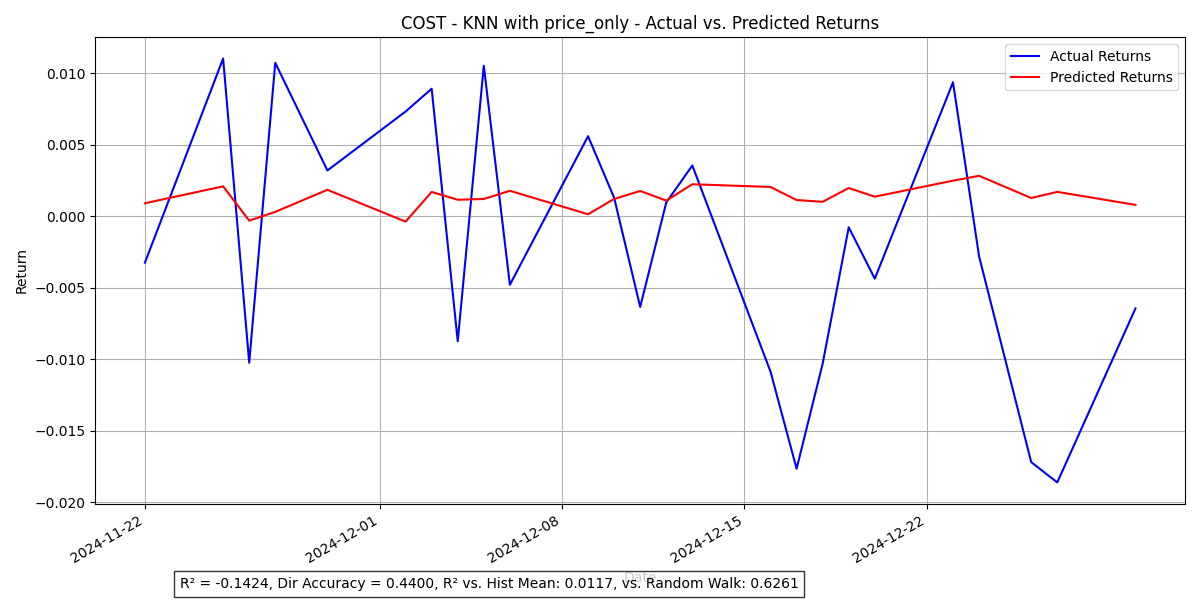 COST - KNN with price_only - Actual vs. Predicted Returns
Actual Returns
Predicted Returns
0.010
0.005
0.000
−0.005
−0.010
−0.015
−0.020
Return
2024-11-22
2024-12-01
2024-12-08
2024-12-15
2024-12-22
Date
R² = -0.1424, Dir Accuracy = 0.4400, R² vs. Hist Mean: 0.0117, vs. Random Walk: 0.6261